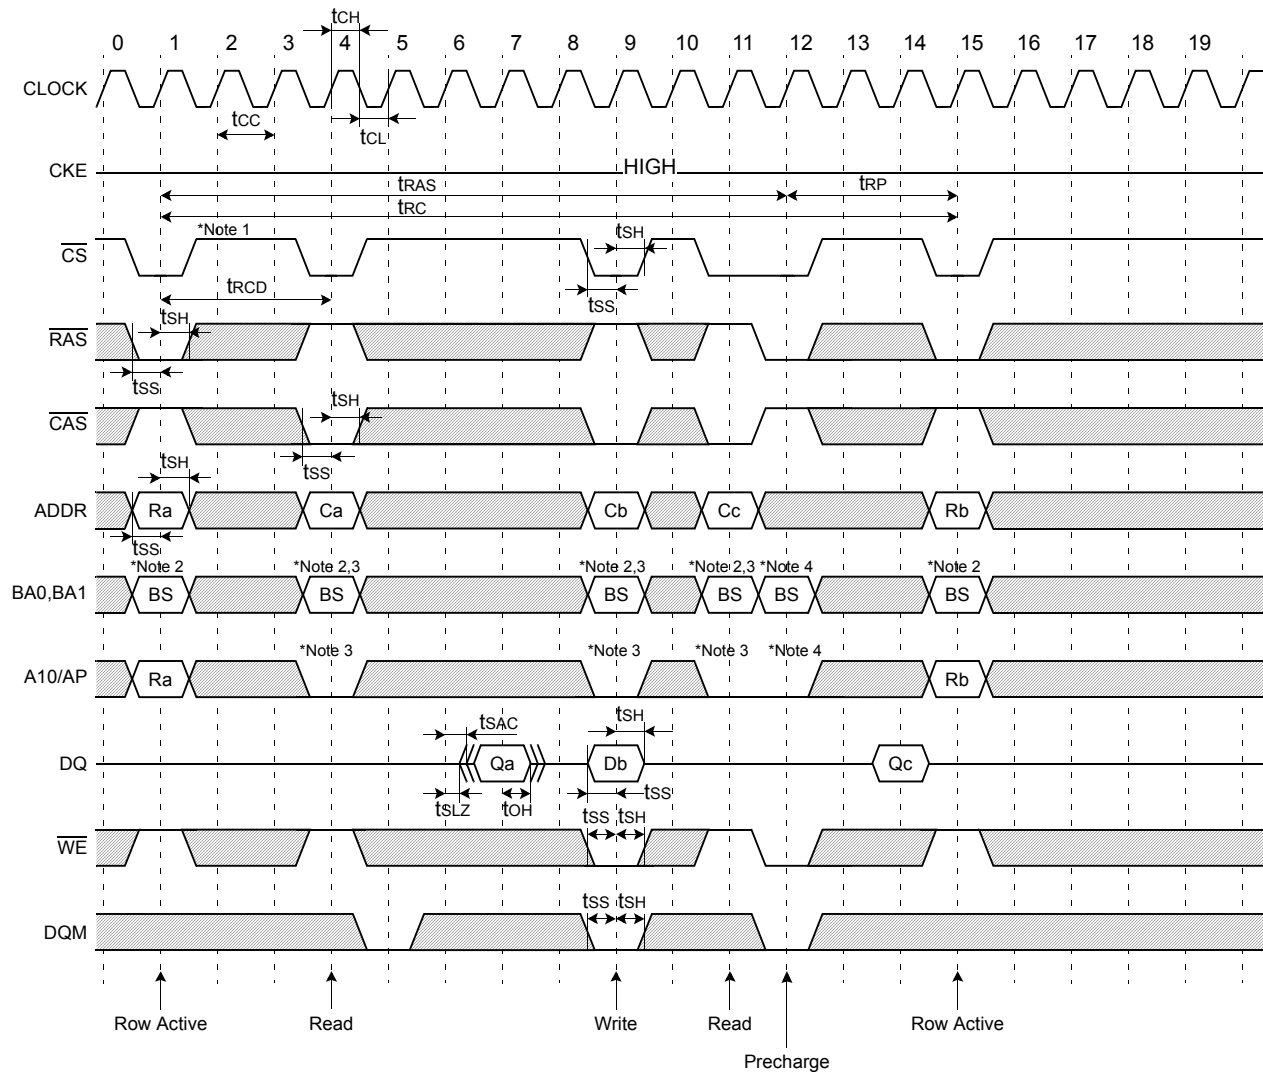 tCH
0 1 2 3 4 5 6 7 8 9 10 11 12 13 14 15 16 17 18 19
CLOCK
tCC
tCL
CKE
HIGH
tRAS
tRP
tRC
*Note 1
tSH
CS
tRCD
tSS
tSH
RAS
tSS
tSH
CAS
tSH
tSS
ADDR Ra Ca Cb Cc Rb
tSS
*Note 2 *Note 2,3 *Note 2,3 *Note 2,3 *Note 4 *Note 2
BA0,BA1 BS BS BS BS BS BS
*Note 3 *Note 3 *Note 3 *Note 4
A10/AP Ra Rb
tSAC tSH
DQ Qa Db Qc
tSLZ tOH tSS
tSS tSH
WE
tSS tSH
DQM
Row Active Read Write Read Row Active
Precharge